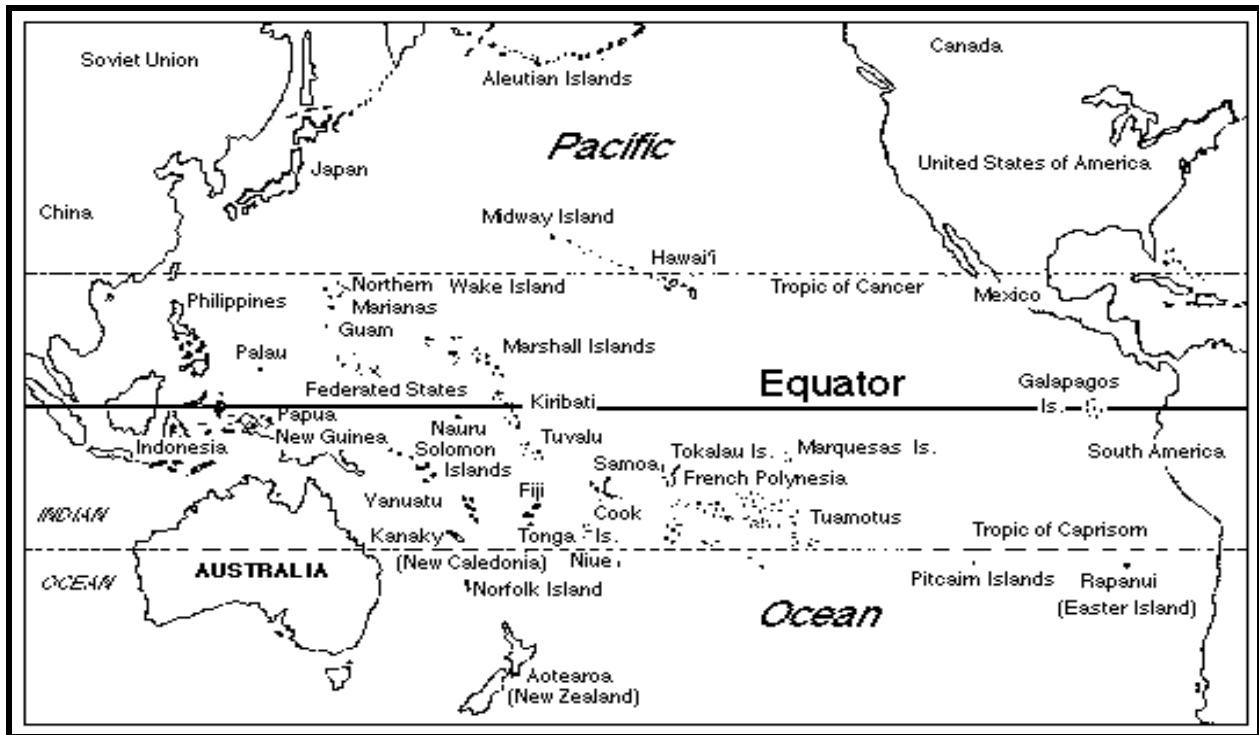 Soviet Union
Canada
Aleutian Islands
Pacific
Japan
United States of America
China
Midway Island
Hawai'i
Northern
Marianas
Wake Island
Tropic of Cancer
Mexico
Philippines
Guam
Palau
Marshall Islands
Federated States
Equator
Galapagos
Is.
Kiribati
Papua
New Guinea
Indonesia
Nauru
Solomon
Islands
Tuvalu
Tokalau Is.
Marquesas Is.
South America
Samoa
French Polynesia
Yanuatu
Fiji
Cook
Is.
Tuamotus
INDIAN
Kanaky
(New Caledonia)
Tonga
Niue
Tropic of Caprisorn
OCEAN
AUSTRALIA
Norfolk Island
Pitcairn Islands
Rapanui
(Easter Island)
Ocean
Aotearoa
(New Zealand)